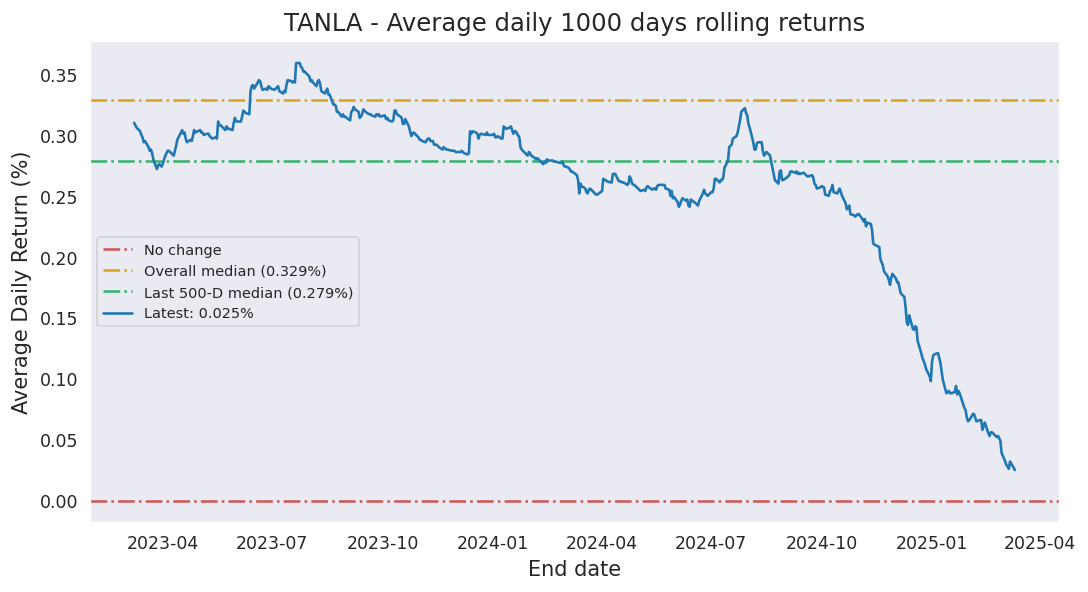 TANLA - Average daily 1000 days rolling returns
Average Daily Return (%)
0.35
0.30
0.25
0.20
0.15
0.10
0.05
0.00
No change
Overall median (0.329%)
Last 500-D median (0.279%)
Latest: 0.025%
2023-04 2023-07 2023-10 2024-01 2024-04 2024-07 2024-10 2025-01 2025-04
End date